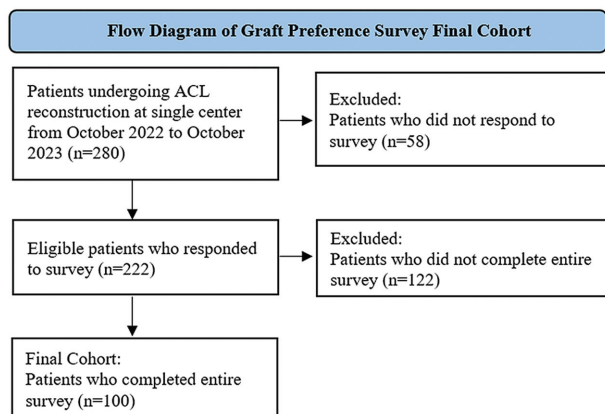 Flow Diagram of Graft Preference Survey Final Cohort
Patients undergoing ACL
reconstruction at single center
from October 2022 to October
2023 (n=280)
Excluded:
Patients who did not respond to
survey (n=58)
Eligible patients who responded
to survey (n=222)
Excluded:
Patients who did not complete entire
survey (n=122)
Final Cohort:
Patients who completed entire
survey (n=100)